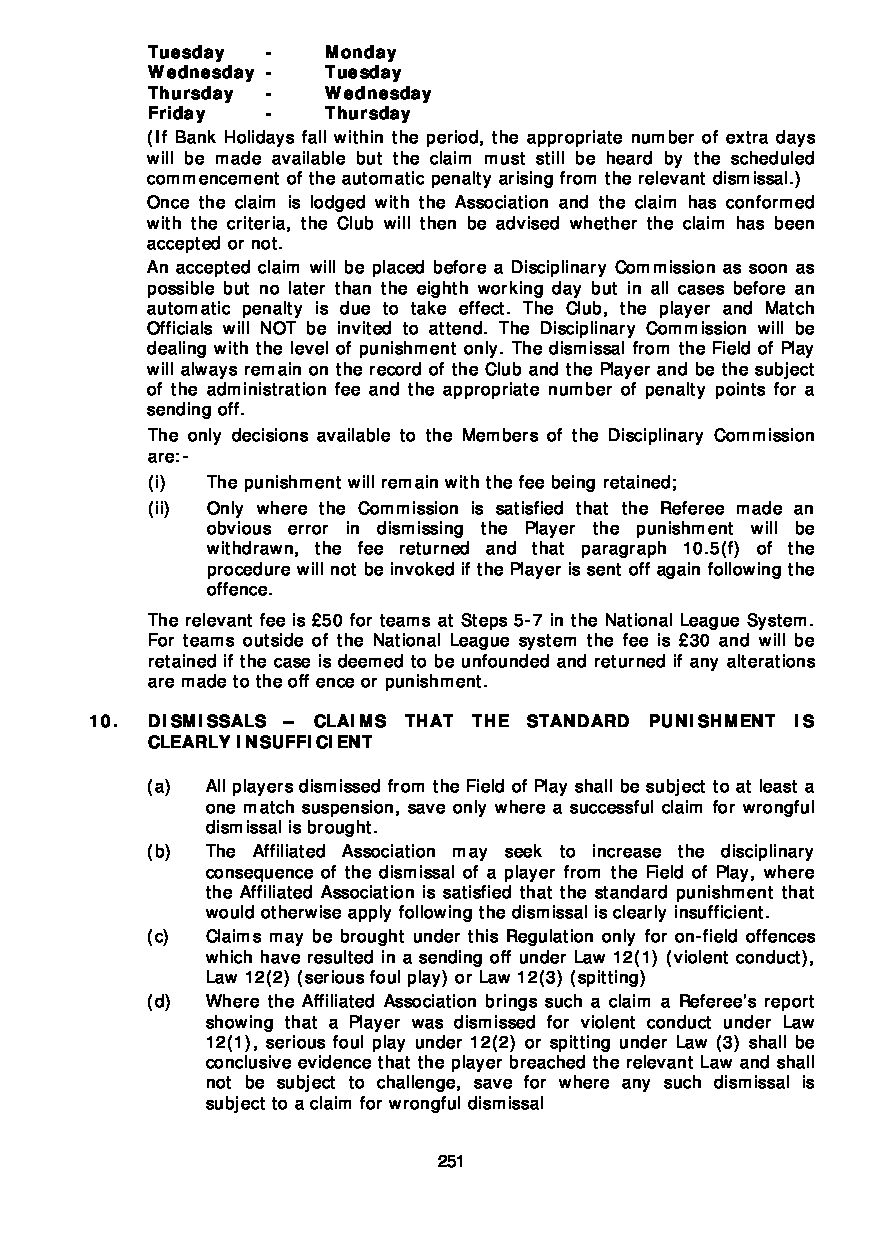 Tuesday - Monday
Wednesday - Tuesday
Thursday - Wednesday
Friday - Thursday
(If Bank Holidays fall within the period, the appropriate number of extra days
will be made available but the claim must still be heard by the scheduled
commencement of the automatic penalty arising from the relevant dismissal.)
Once the claim is lodged with the Association and the claim has conformed
with the criteria, the Club will then be advised whether the claim has been
accepted or not.
An accepted claim will be placed before a Disciplinary Commission as soon as
possible but no later than the eighth working day but in all cases before an
automatic penalty is due to take effect. The Club, the player and Match
Officials will NOT be invited to attend. The Disciplinary Commission will be
dealing with the level of punishment only. The dismissal from the Field of Play
will always remain on the record of the Club and the Player and be the subject
of the administration fee and the appropriate number of penalty points for a
sending off.
The only decisions available to the Members of the Disciplinary Commission
are:-
(i) The punishment will remain with the fee being retained;
(ii) Only where the Commission is satisfied that the Referee made an
obvious error in dismissing the Player the punishment will be
withdrawn, the fee returned and that paragraph 10.5(f) of the
procedure will not be invoked if the Player is sent off again following the
offence.
The relevant fee is £50 for teams at Steps 5-7 in the National League System.
For teams outside of the National League system the fee is £30 and will be
retained if the case is deemed to be unfounded and returned if any alterations
are made to the off ence or punishment.
10. DISMISSALS – CLAIMS THAT THE STANDARD PUNISHMENT IS
CLEARLY INSUFFICIENT
(a) All players dismissed from the Field of Play shall be subject to at least a
one match suspension, save only where a successful claim for wrongful
dismissal is brought.
(b) The Affiliated Association may seek to increase the disciplinary
consequence of the dismissal of a player from the Field of Play, where
the Affiliated Association is satisfied that the standard punishment that
would otherwise apply following the dismissal is clearly insufficient.
(c) Claims may be brought under this Regulation only for on-field offences
which have resulted in a sending off under Law 12(1) (violent conduct),
Law 12(2) (serious foul play) or Law 12(3) (spitting)
(d) Where the Affiliated Association brings such a claim a Referee's report
showing that a Player was dismissed for violent conduct under Law
12(1), serious foul play under 12(2) or spitting under Law (3) shall be
conclusive evidence that the player breached the relevant Law and shall
not be subject to challenge, save for where any such dismissal is
subject to a claim for wrongful dismissal
251